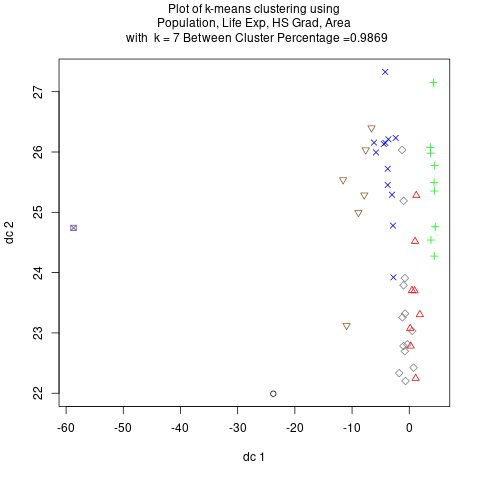 Plot of k-means clustering using
Population, Life Exp, HS Grad, Area
with k = 7 Between Cluster Percentage =0.9869
27
26
25
24
23
22
dc 2
-60 -50 -40 -30 -20 -10 0
dc 1